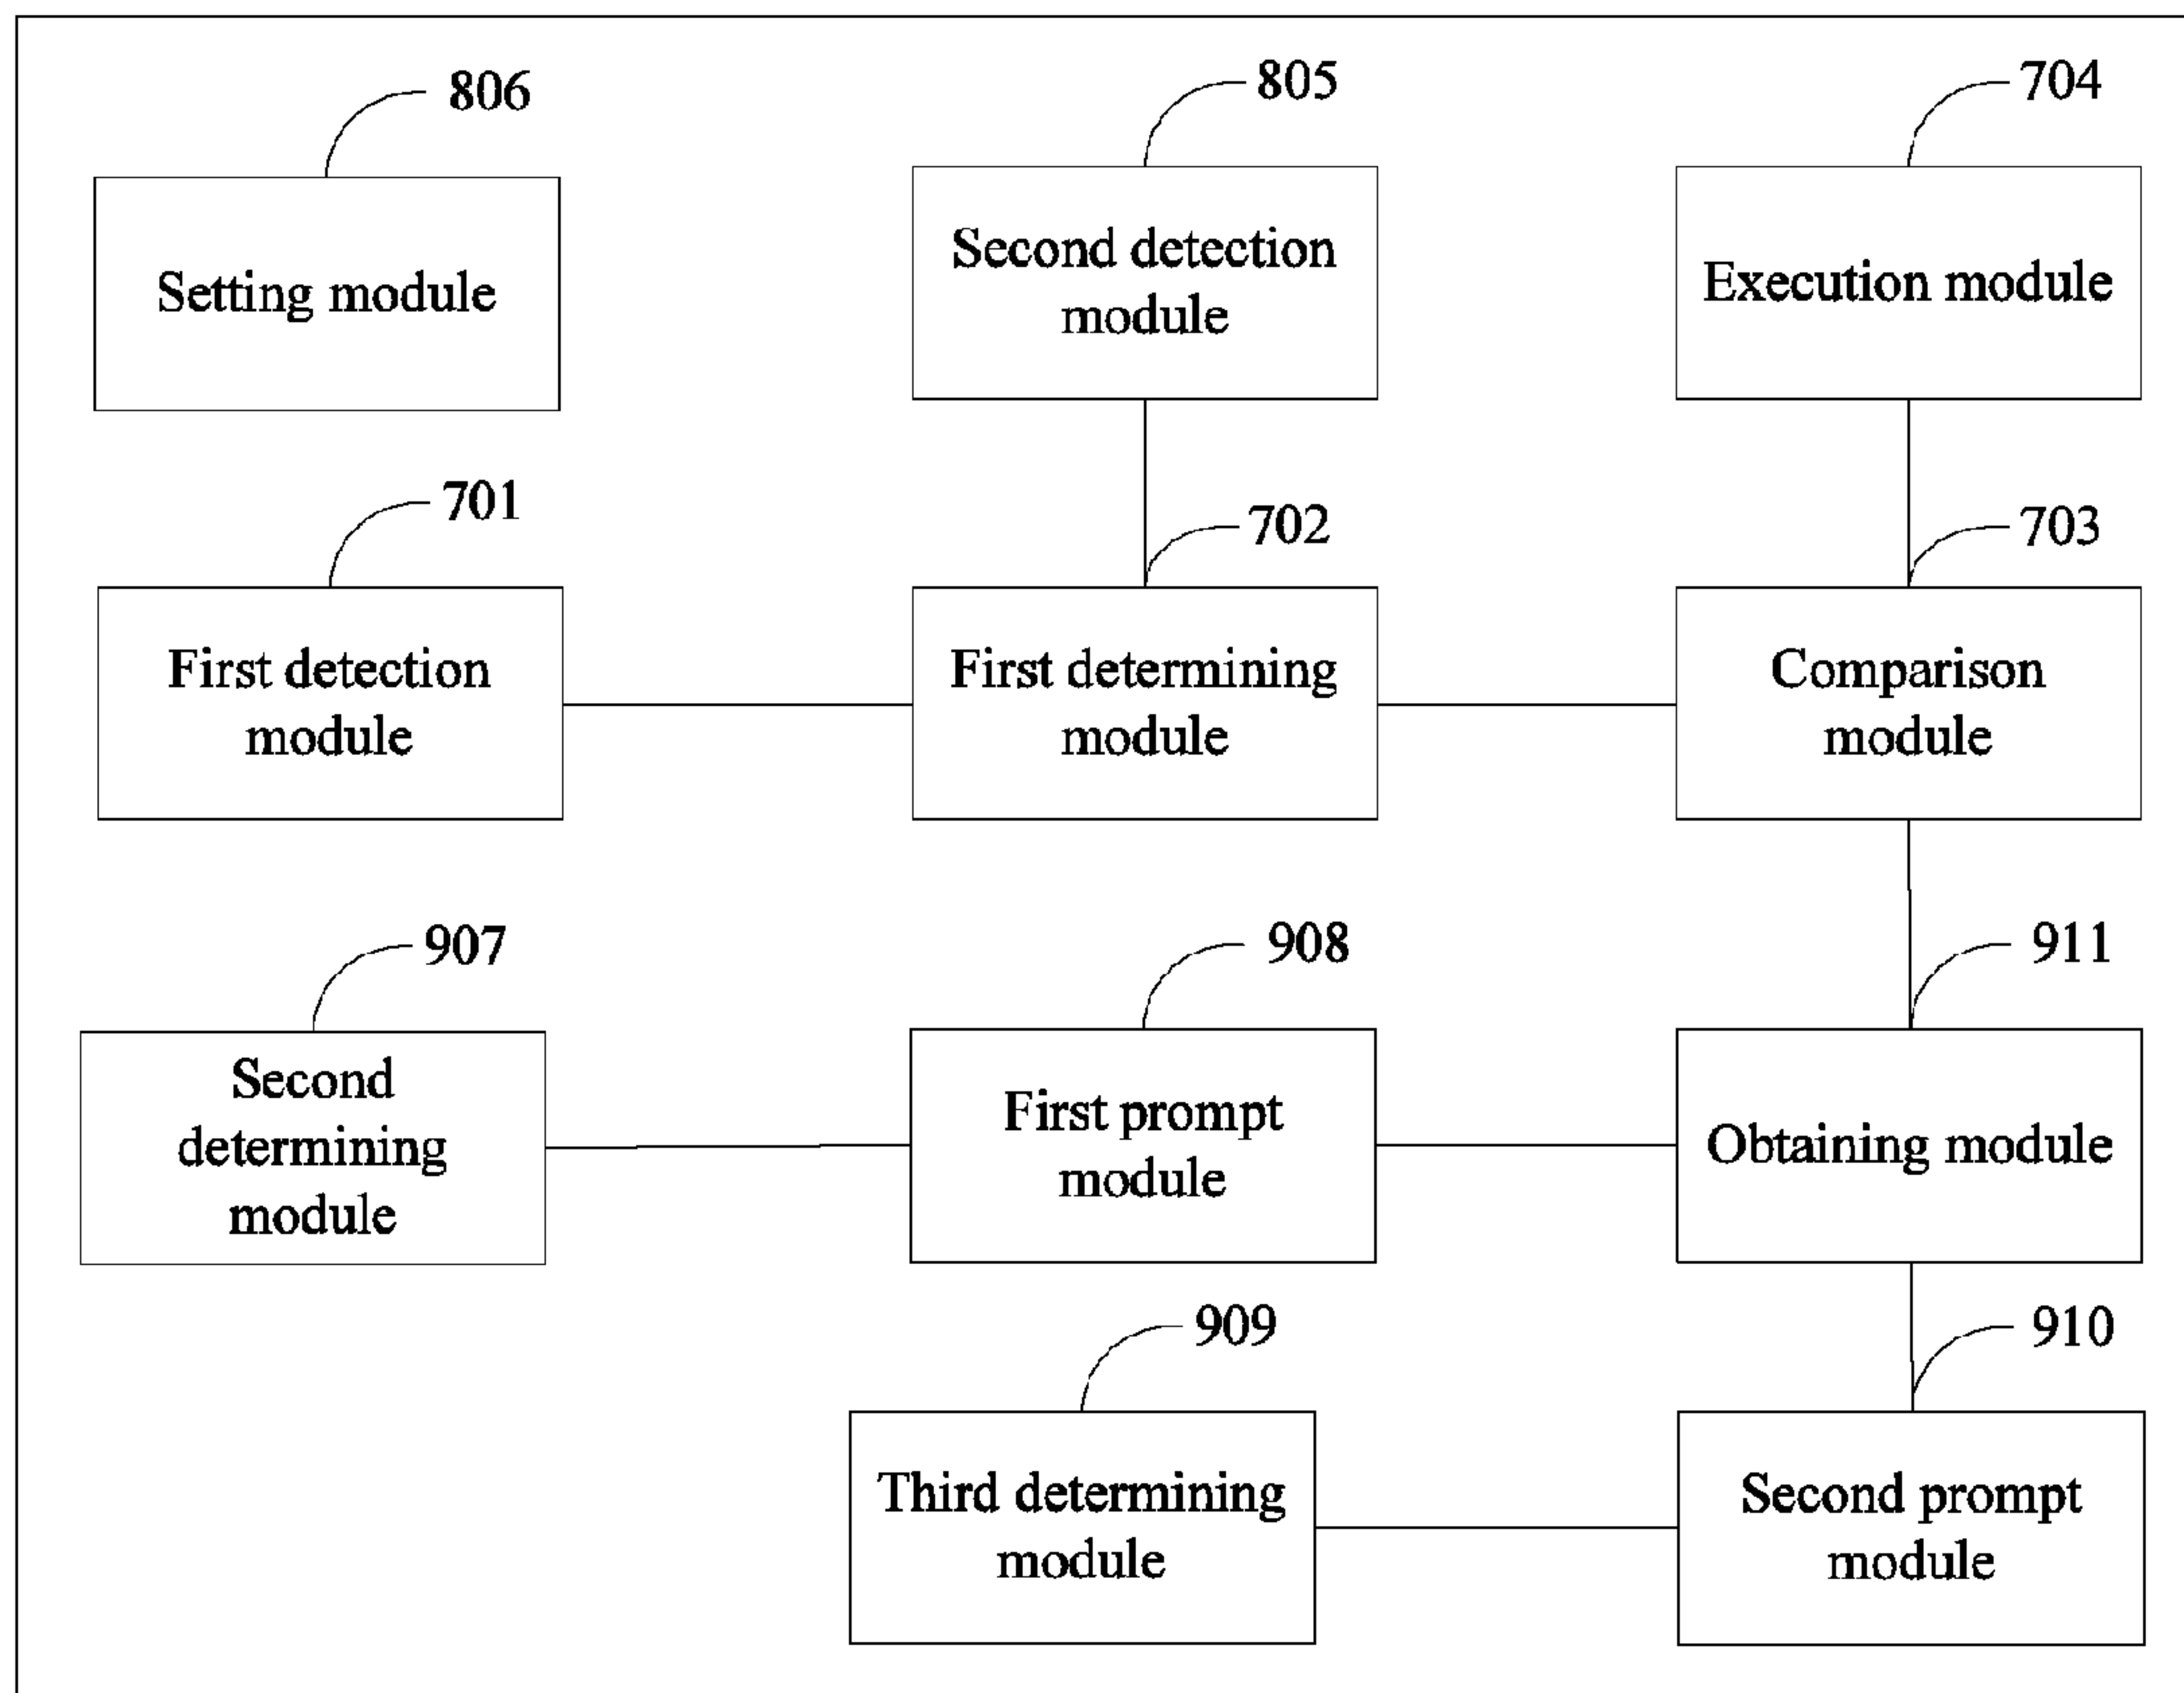 806
805
704
Setting module
Second detection
module
Execution module
701
702
703
First detection
module
First determining
module
Comparison
module
907
908
911
Second
determining
module
First prompt
module
Obtaining module
909
910
Third determining
module
Second prompt
module